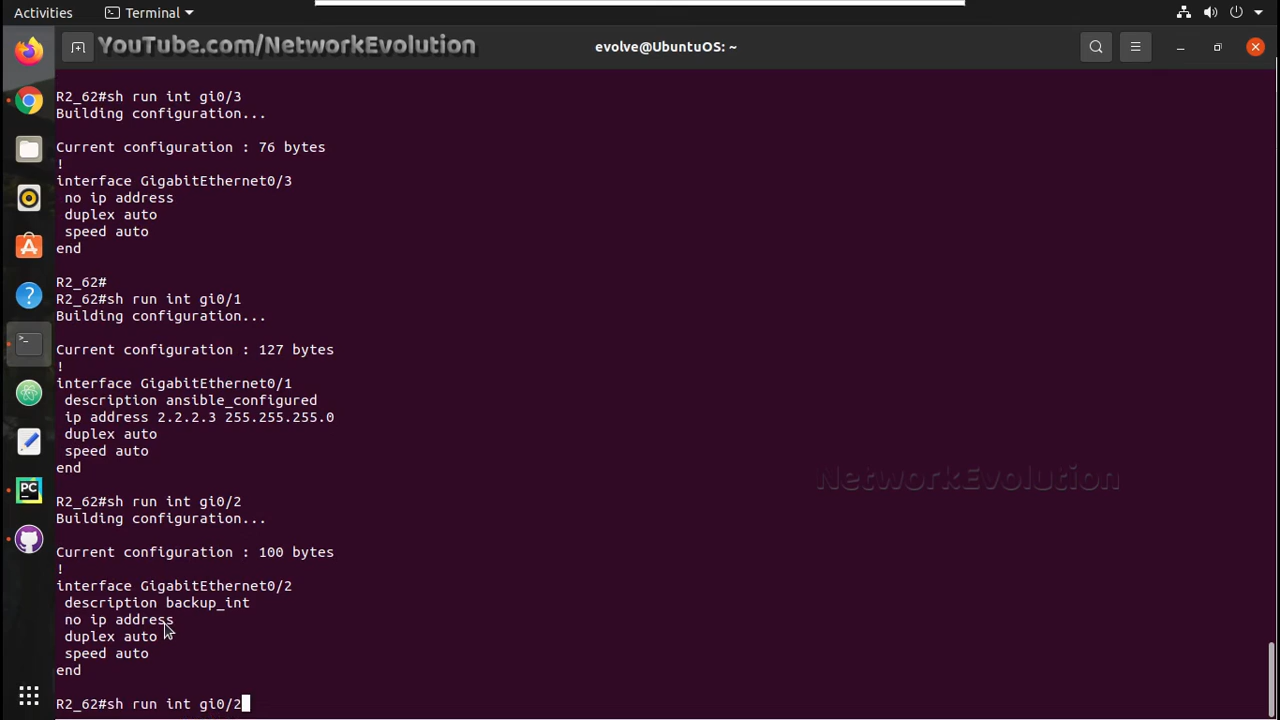 Activities
Terminal
YouTube.com/NetworkEvolution
evolve@UbuntuOS: ~
R2_62#sh run int gi0/3
Building configuration...
Current configuration : 76 bytes
!
interface GigabitEthernet0/3
 no ip address
 duplex auto
 speed auto
end
R2_62#
R2_62#sh run int gi0/1
Building configuration...
Current configuration : 127 bytes
!
interface GigabitEthernet0/1
 description ansible_configured
 ip address 2.2.2.3 255.255.255.0
 duplex auto
 speed auto
end
NetworkEvolution
R2_62#sh run int gi0/2
Building configuration...
Current configuration : 100 bytes
!
interface GigabitEthernet0/2
 description backup_int
 no ip address
 duplex auto
 speed auto
end
R2_62#sh run int gi0/2
PC